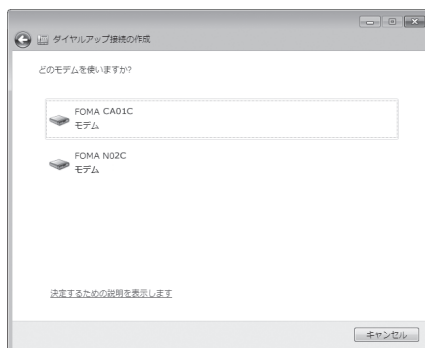 ダイヤルアップ接続の作成
どのモデムを使いますか?
FOMA CA01C
モデム
FOMA N02C
モデム
決定するための説明を表示します
キャンセル